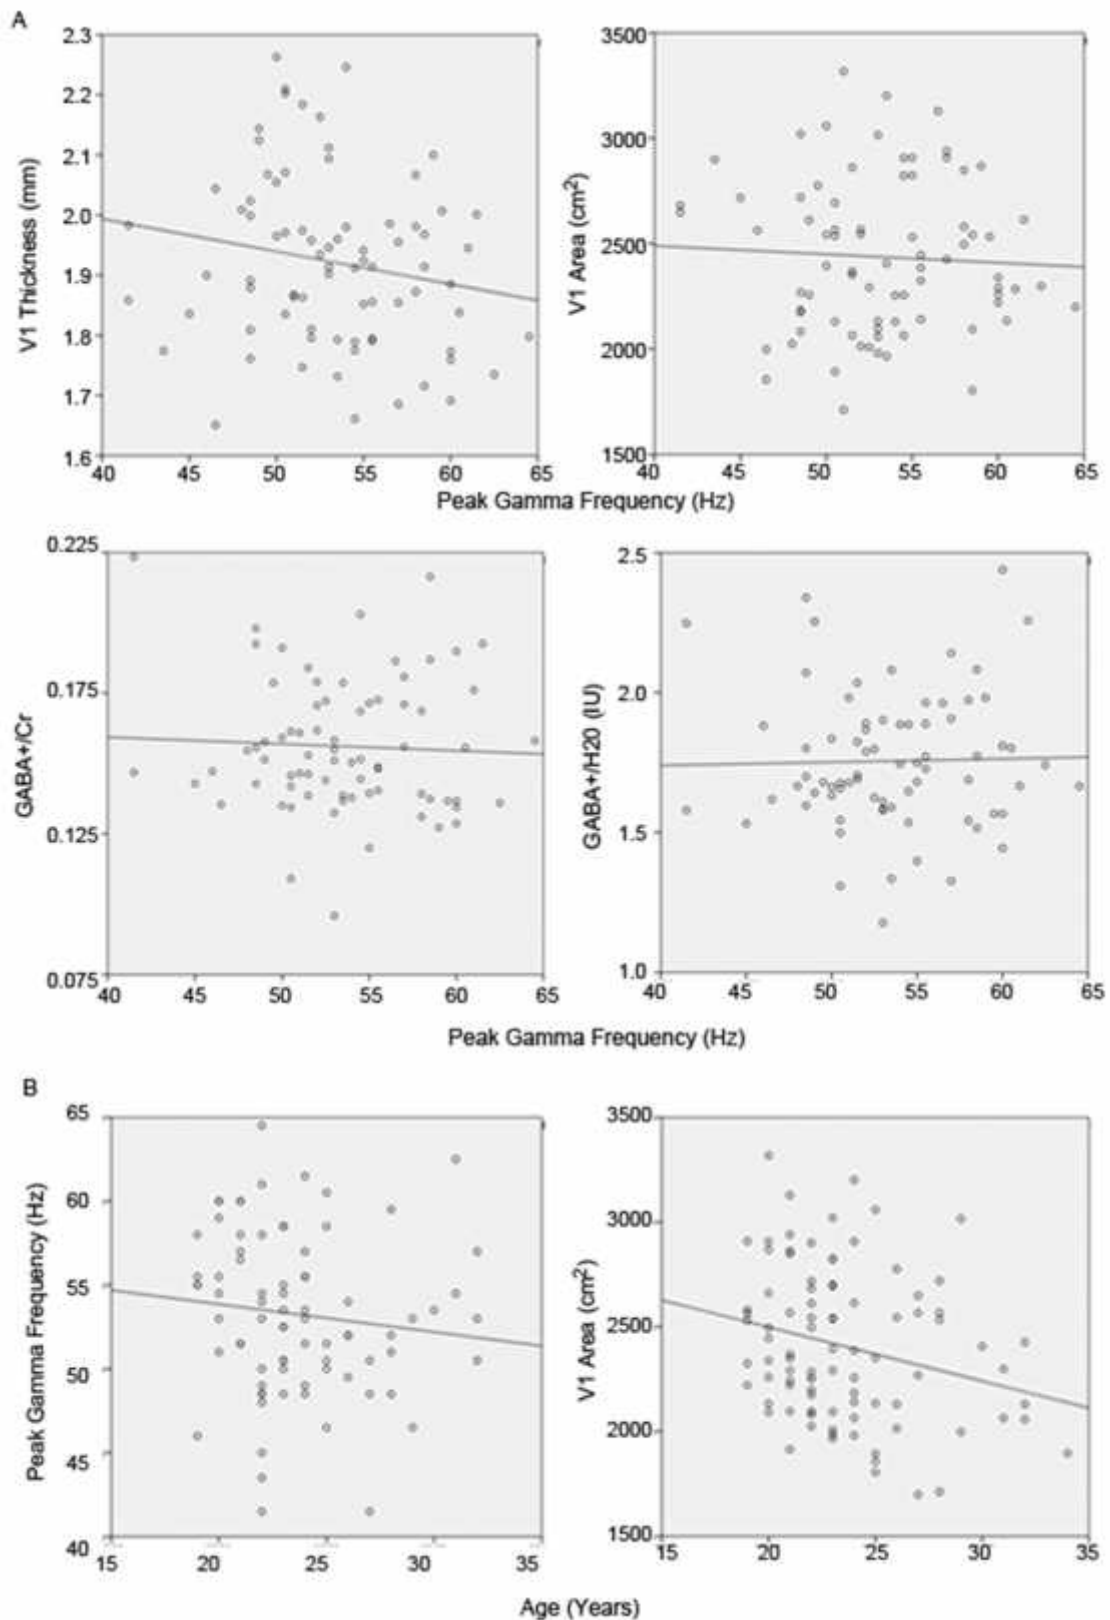 A
2.3
2.2
2.1
2.0
1.9
1.8
1.7
1.6
V1 Thickness (mm)
40 45 50 55 60 65
3500
3000
2500
2000
1500
V1 Area (cm²)
40 45 50 55 60 65
Peak Gamma Frequency (Hz)
0.225
0.175
0.125
0.075
GABA+/Cr
40 45 50 55 60 65
2.5
2.0
1.5
1.0
GABA+/H20 (IU)
40 45 50 55 60 65
Peak Gamma Frequency (Hz)
B
65
60
55
50
45
40
Peak Gamma Frequency (Hz)
15 20 25 30 35
3500
3000
2500
2000
1500
V1 Area (cm²)
15 20 25 30 35
Age (Years)